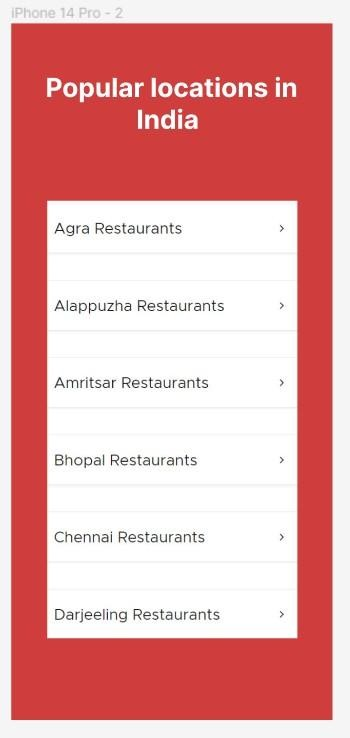 iPhone 14 Pro - 2
Popular locations in
India
Agra Restaurants
Alappuzha Restaurants
Amritsar Restaurants
Bhopal Restaurants
Chennai Restaurants
Darjeeling Restaurants